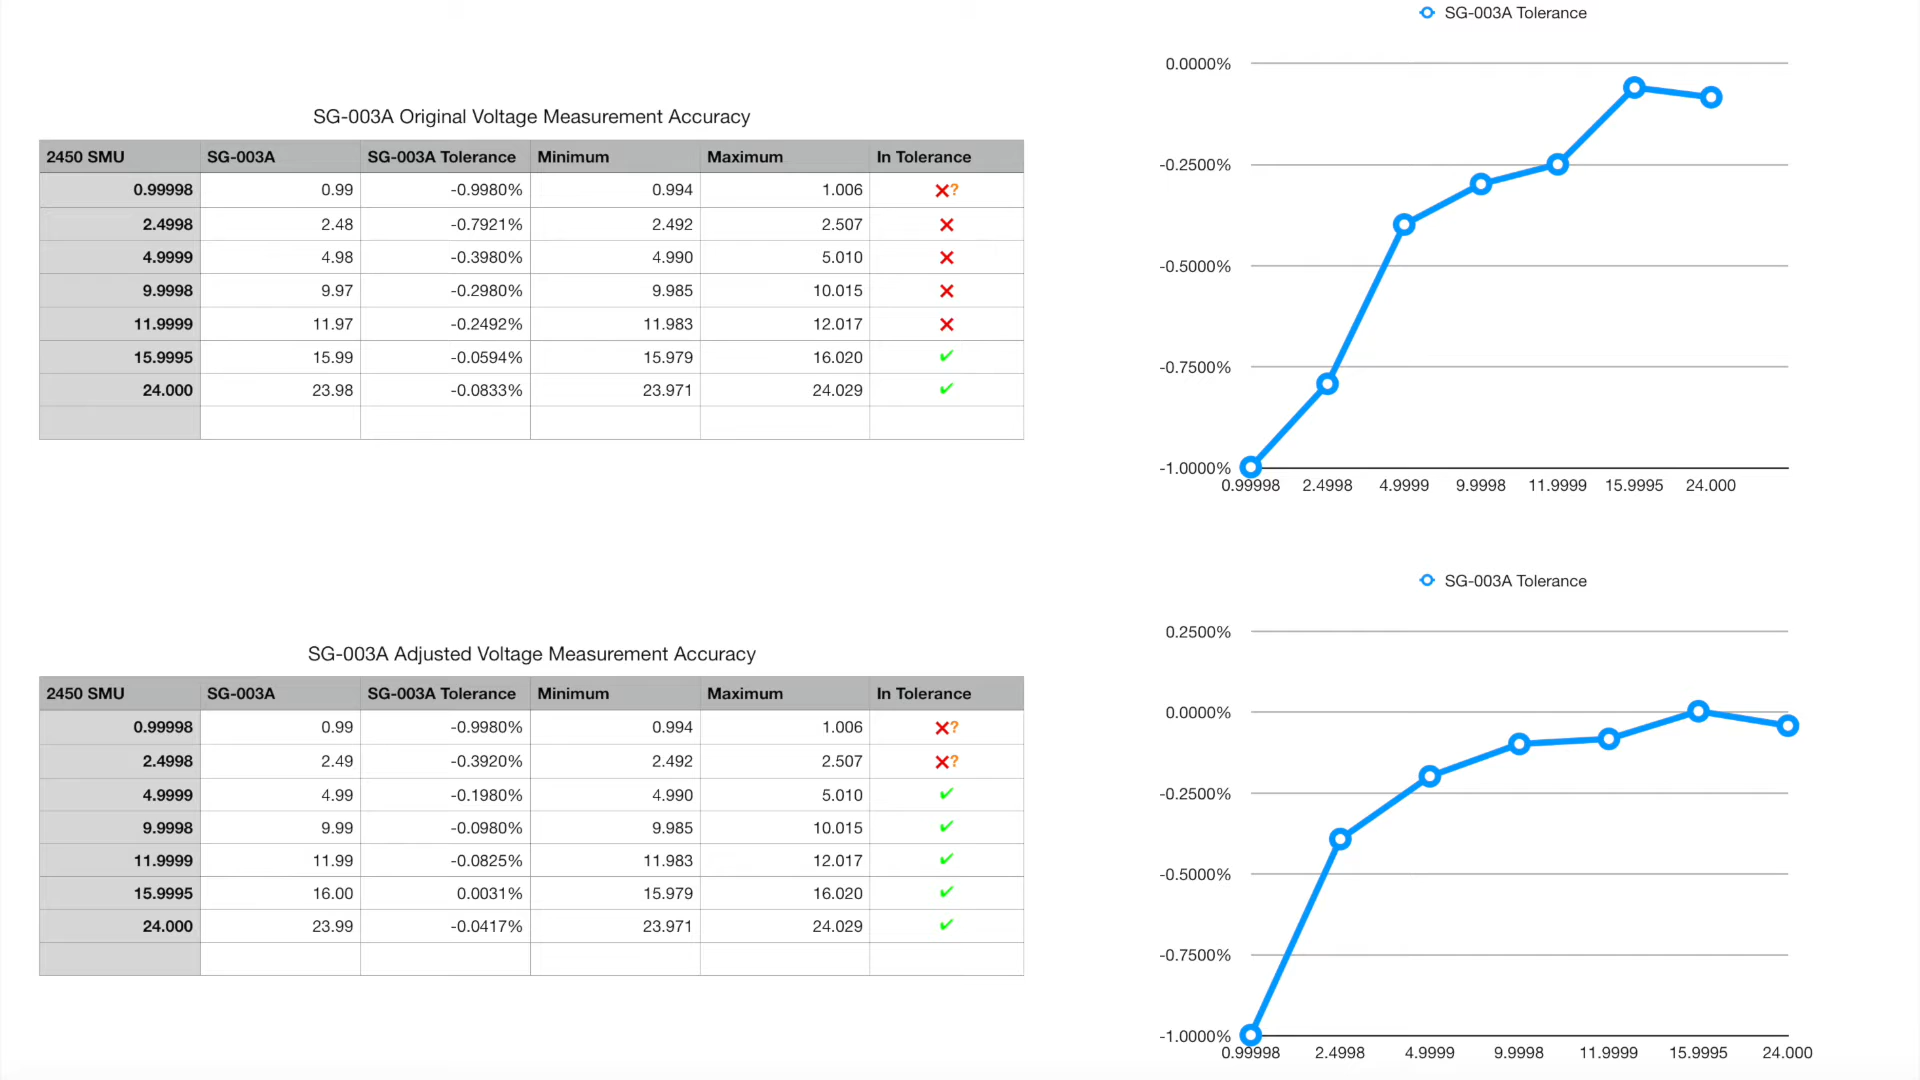 SG-003A Original Voltage Measurement Accuracy
2450 SMU SG-003A SG-003A Tolerance Minimum Maximum In Tolerance
0.99998 0.99 -0.9980% 0.994 1.006 ❌?
2.4998 2.48 -0.7921% 2.492 2.507 ❌
4.9999 4.98 -0.3980% 4.990 5.010 ❌
9.9998 9.97 -0.2980% 9.985 10.015 ❌
11.9999 11.97 -0.2492% 11.983 12.017 ❌
15.9995 15.99 -0.0594% 15.979 16.020 ✔
24.000 23.98 -0.0833% 23.971 24.029 ✔
SG-003A Tolerance
0.0000%
-0.2500%
-0.5000%
-0.7500%
-1.0000%
0.99998 2.4998 4.9999 9.9998 11.9999 15.9995 24.000
SG-003A Adjusted Voltage Measurement Accuracy
2450 SMU SG-003A SG-003A Tolerance Minimum Maximum In Tolerance
0.99998 0.99 -0.9980% 0.994 1.006 ❌?
2.4998 2.49 -0.3920% 2.492 2.507 ❌?
4.9999 4.99 -0.1980% 4.990 5.010 ✔
9.9998 9.99 -0.0980% 9.985 10.015 ✔
11.9999 11.99 -0.0825% 11.983 12.017 ✔
15.9995 16.00 0.0031% 15.979 16.020 ✔
24.000 23.99 -0.0417% 23.971 24.029 ✔
SG-003A Tolerance
0.2500%
0.0000%
-0.2500%
-0.5000%
-0.7500%
-1.0000%
0.99998 2.4998 4.9999 9.9998 11.9999 15.9995 24.000